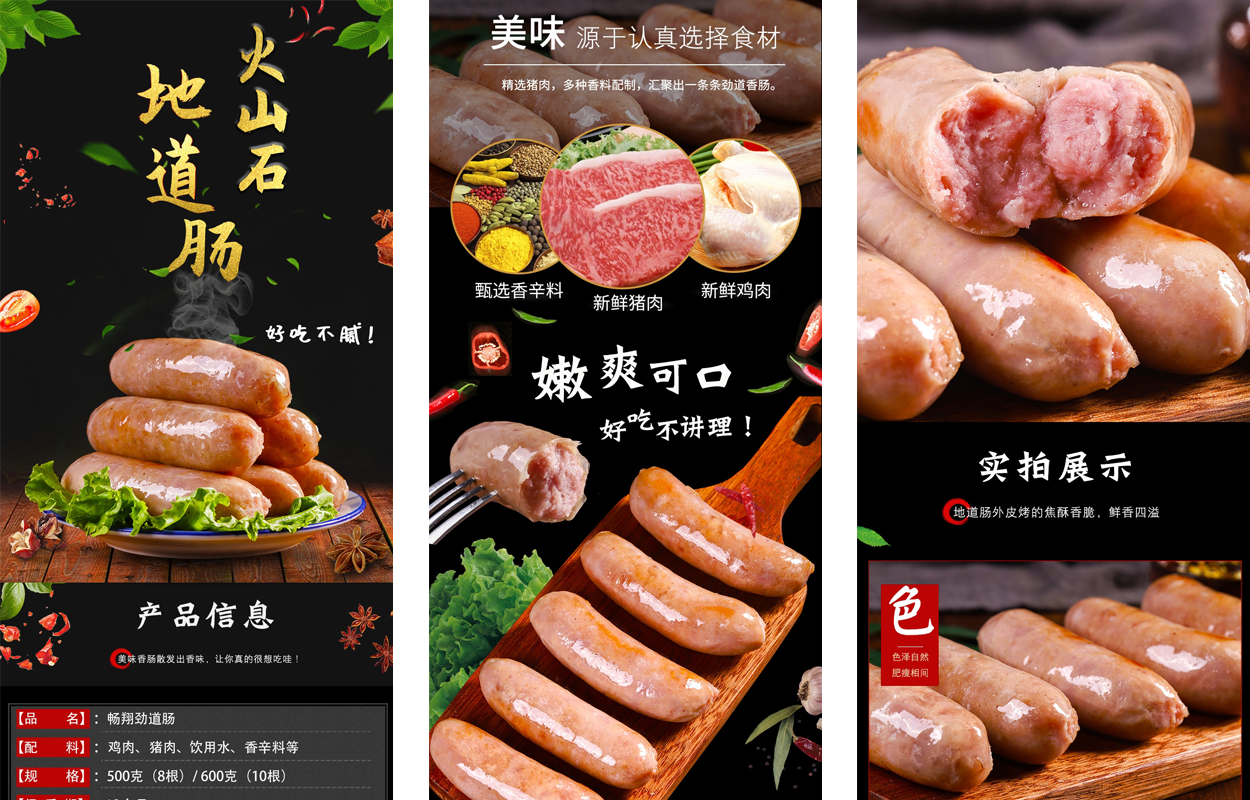 火山石
地道肠
好吃不腻！
产品信息
美味香肠散发出香味，让你真的很想吃哇！
【品 名】：畅翔劲道肠
【配 料】：鸡肉、猪肉、饮用水、香辛料等
【规 格】：500克（8根）/ 600克（10根）
美味 源于认真选择食材
精选猪肉，多种香料配制，汇聚出一条条劲道香肠。
甄选香辛料
新鲜猪肉
新鲜鸡肉
嫩爽可口
好吃不讲理！
实拍展示
地道肠外皮烤的焦酥香脆，鲜香四溢
色
色泽自然
肥瘦相间